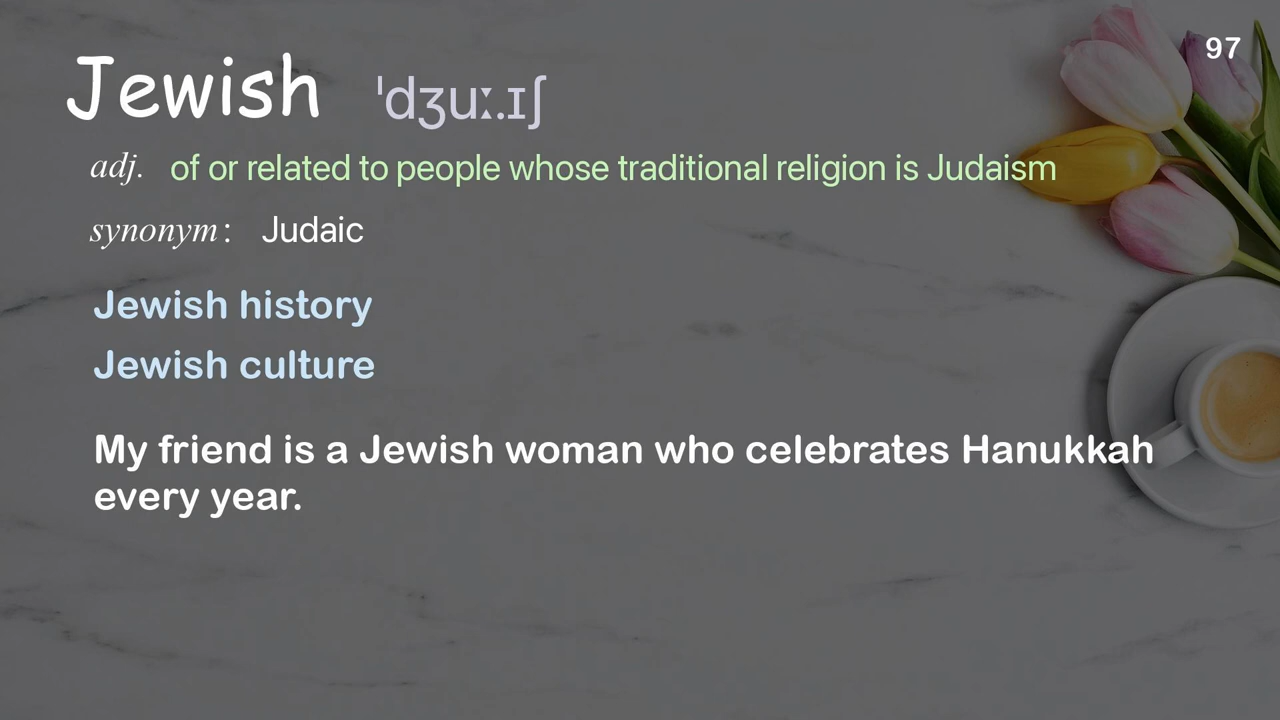 97
Jewish ˈdʒuː.ɪʃ
adj. of or related to people whose traditional religion is Judaism
synonym: Judaic
Jewish history
Jewish culture
My friend is a Jewish woman who celebrates Hanukkah
every year.